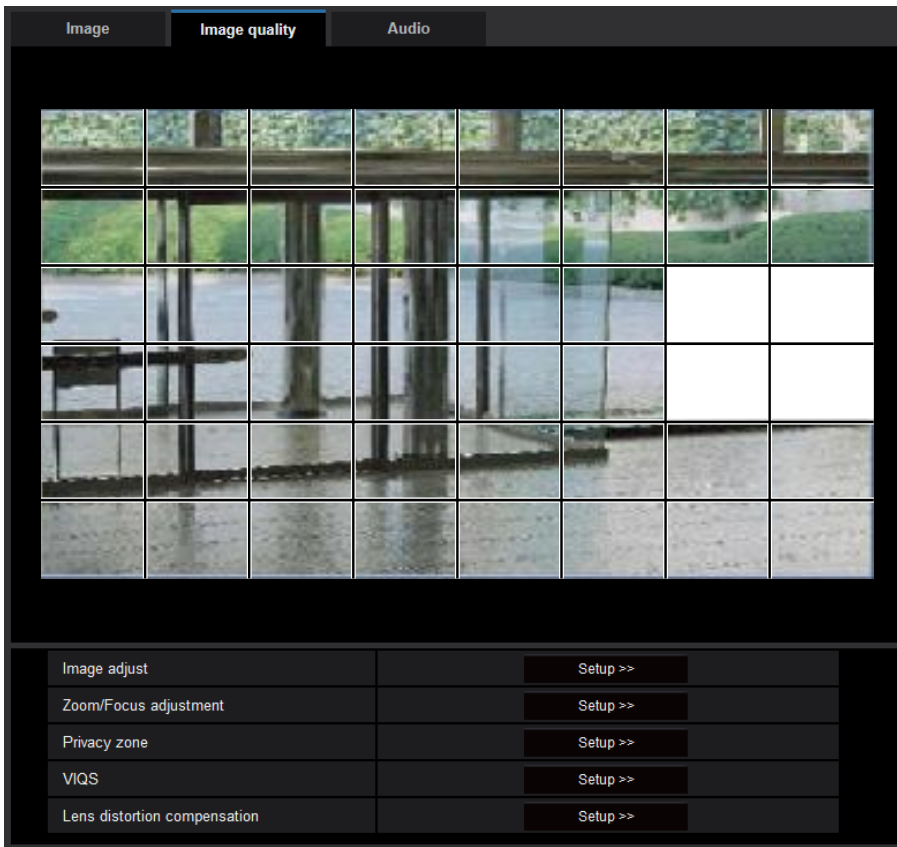 Image Image quality Audio
Image adjust Setup >>
Zoom/Focus adjustment Setup >>
Privacy zone Setup >>
VIQS Setup >>
Lens distortion compensation Setup >>